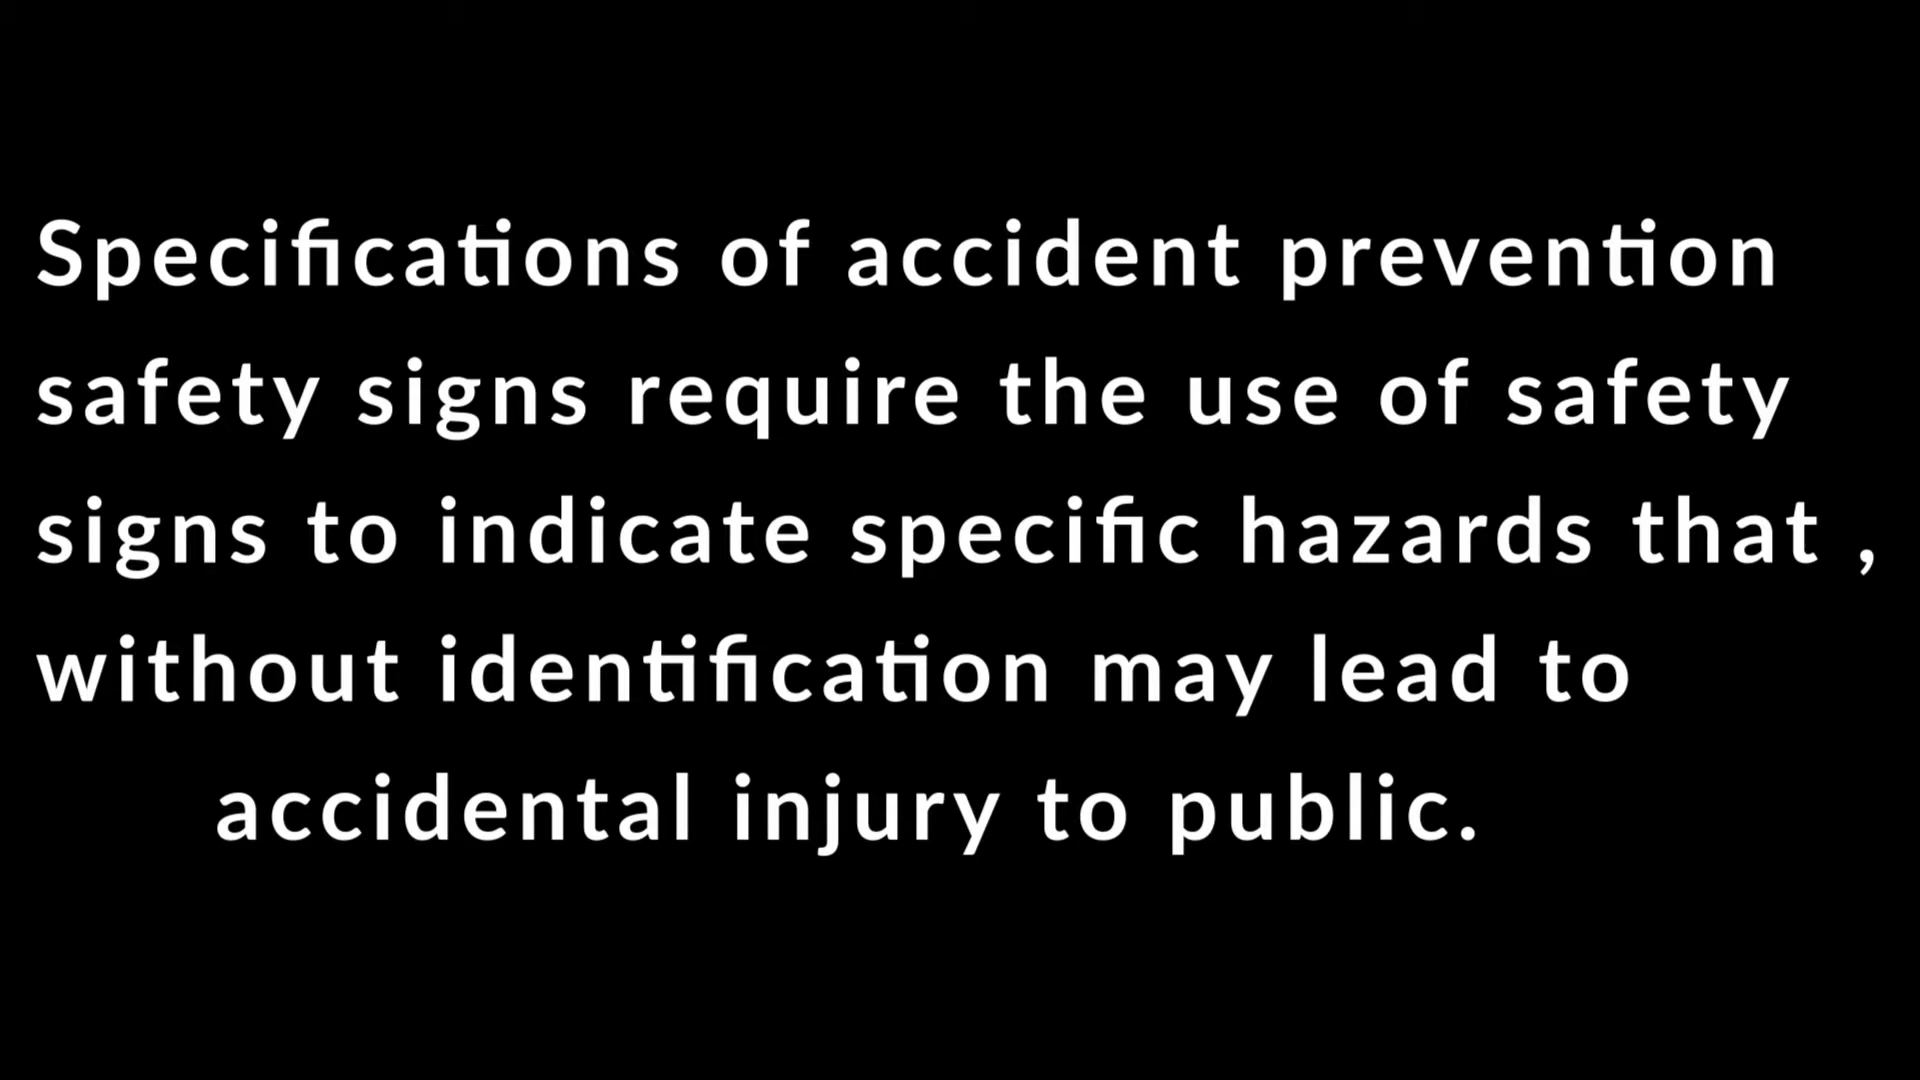 Specifications of accident prevention
safety signs require the use of safety
signs to indicate specific hazards that ,
without identification may lead to
accidental injury to public.